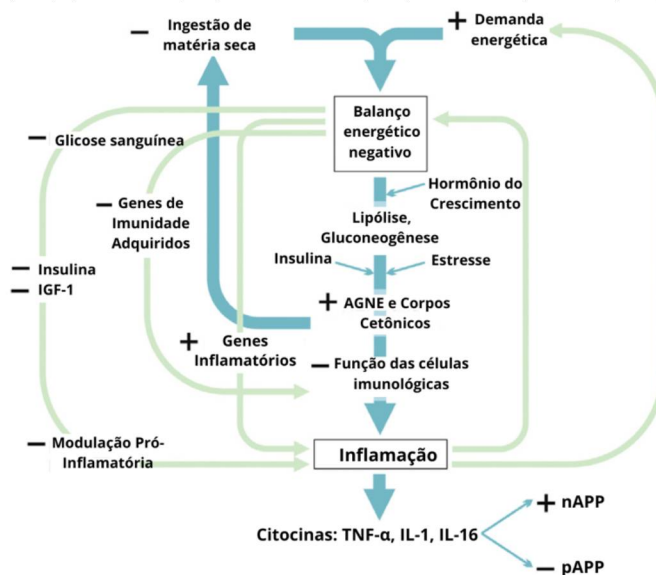 − Ingestão de
matéria seca
+ Demanda
energética
Balanço
energético
negativo
− Glicose sanguínea
Hormônio do
Crescimento
− Genes de
Imunidade
Adquiridos
Lipólise,
Gluconeogênese
Insulina
Estresse
− Insulina
− IGF-1
+ AGNE e Corpos
Cetônicos
+ Genes
Inflamatórios
− Função das células
imunológicas
− Modulação Pró-
Inflamatória
Inflamação
Citocinas: TNF-α, IL-1, IL-16
+ nAPP
− pAPP